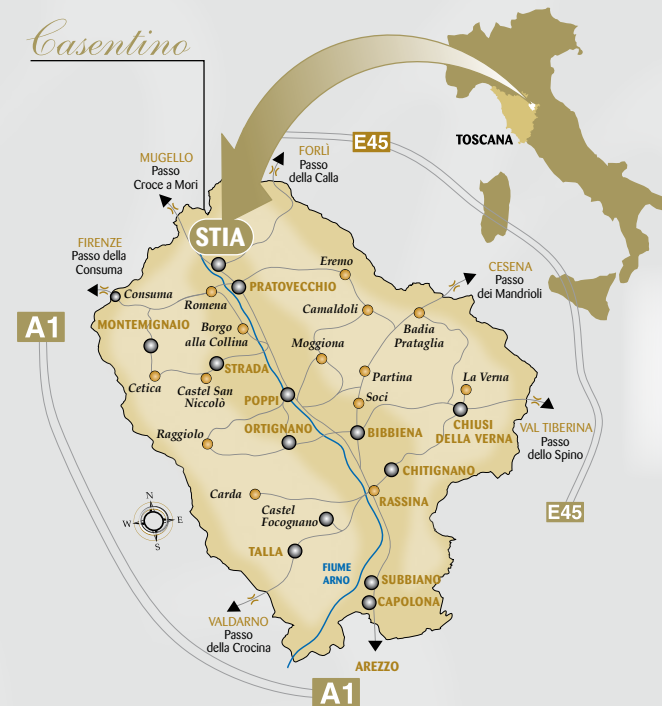 Casentino
TOSCANA
E45
FORLÌ
Passo
della Calla
MUGELLO
Passo
Croce a Mori
STIA
FIRENZE
Passo della
Consuma
Eremo
CESENA
Passo
dei Mandrioli
Consuma
PRATOVECCHIO
Romena
Camaldoli
A1
MONTEMIGNAIO
Borgo
alla Collina
Badia
Prataglia
Moggiona
STRADA
Partina
La Verna
Cetica
Castel San
Niccolò
POPPI
Soci
CHIUSI
DELLA VERNA
VAL TIBERINA
Passo
dello Spino
Raggiolo
ORTIGNANO
BIBBIENA
CHITIGNANO
Carda
RASSINA
N
W
E
S
Castel
Focognano
E45
TALLA
FIUME
ARNO
SUBBIANO
CAPOLONA
VALDARNO
Passo
della Crocina
AREZZO
A1